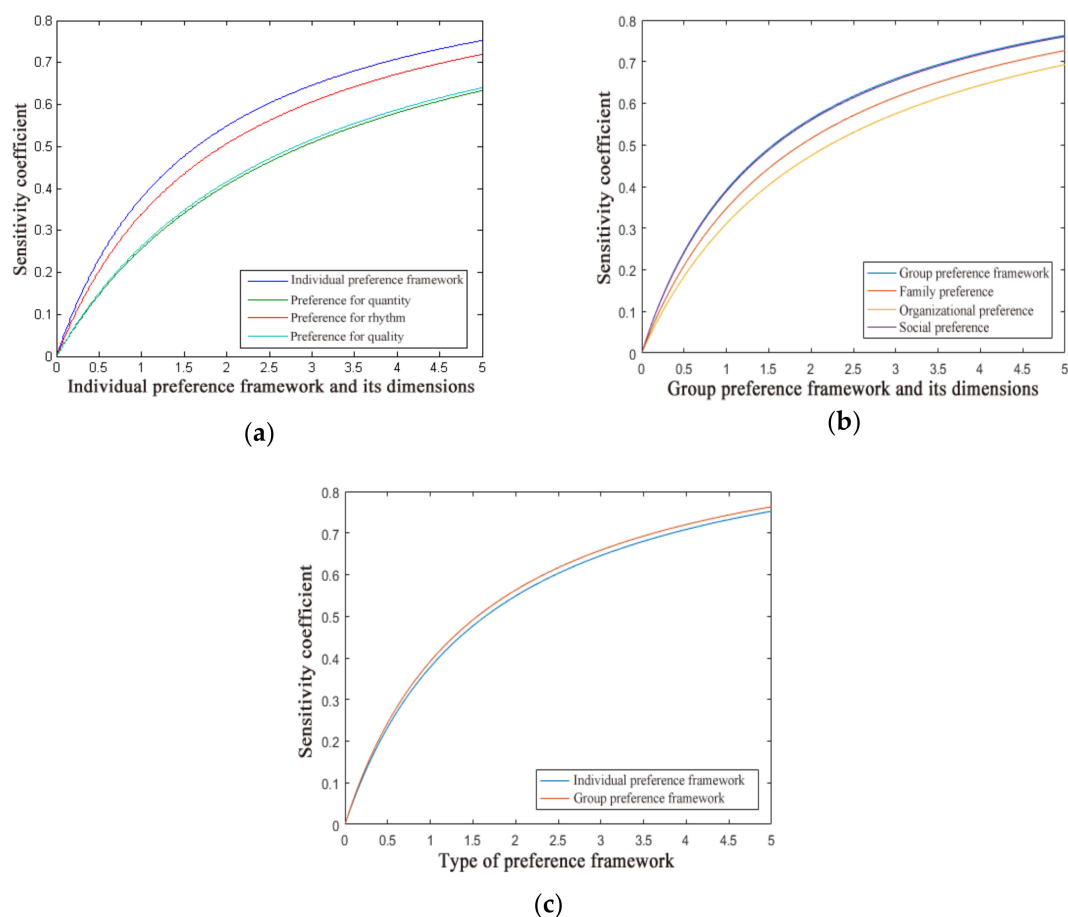 0.8
0.7
0.6
0.5
0.4
0.3
0.2
0.1
0
Sensitivity coefficient
Individual preference framework
Preference for quantity
Preference for rhythm
Preference for quality
0 0.5 1 1.5 2 2.5 3 3.5 4 4.5 5
Individual preference framework and its dimensions
(a)
0.8
0.7
0.6
0.5
0.4
0.3
0.2
0.1
0
Sensitivity coefficient
Group preference framework
Family preference
Organizational preference
Social preference
0 0.5 1 1.5 2 2.5 3 3.5 4 4.5 5
Group preference framework and its dimensions
(b)
0.8
0.7
0.6
0.5
0.4
0.3
0.2
0.1
0
Sensitivity coefficient
Individual preference framework
Group preference framework
0 0.5 1 1.5 2 2.5 3 3.5 4 4.5 5
Type of preference framework
(c)